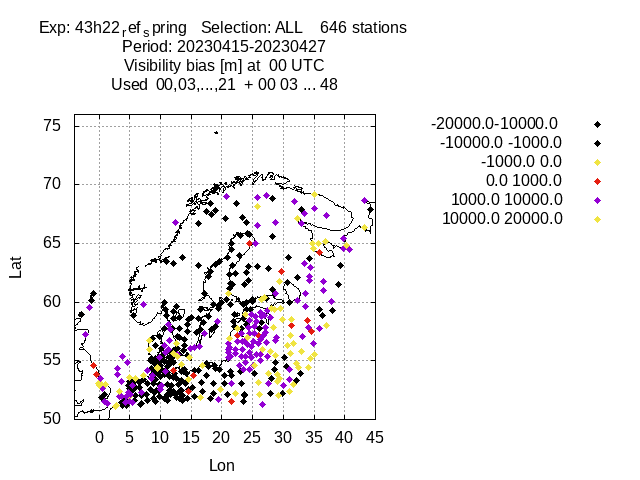 Exp: 43h22ref spring Selection: ALL 646 stations
Period: 20230415-20230427
Visibility bias [m] at 00 UTC
Used 00,03,...,21 + 00 03 ... 48
-20000.0-10000.0
-10000.0 -1000.0
-1000.0 0.0
0.0 1000.0
1000.0 10000.0
10000.0 20000.0
75
70
65
60
55
50
Lat
0 5 10 15 20 25 30 35 40 45
Lon